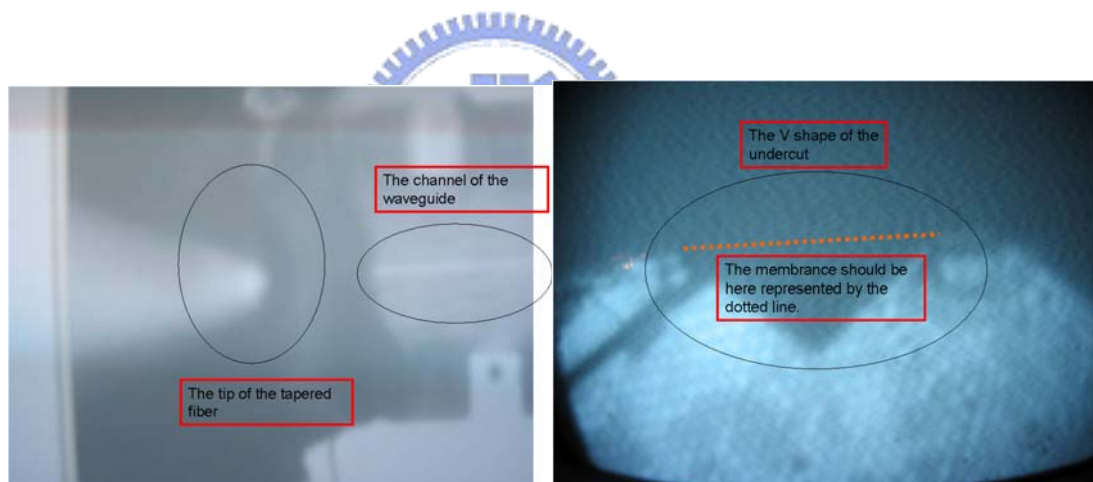 The channel of the
waveguide
The tip of the tapered
fiber
The V shape of the
undercut
The membrance should be
here represented by the
dotted line.